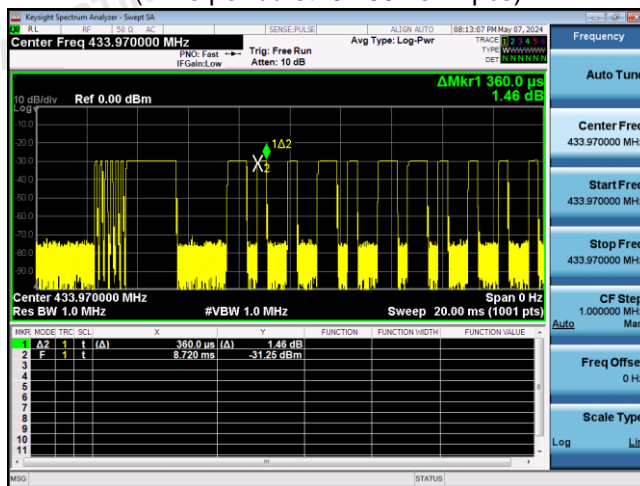 Keysight Spectrum Analyzer - Swept SA
RL RF 50 Ω AC SENSE:PULSE ALIGN AUTO 08:13:07 PM May 07, 2024
Center Freq 433.970000 MHz
PNO: Fast
IFGain:Low
Trig: Free Run
Atten: 10 dB
Avg Type: Log-Pwr
TRACE 1 2 3 4 5 6
TYPE WWWWWW
DET N N N N N N
ΔMkr1 360.0 µs
1.46 dB
10 dB/div Ref 0.00 dBm
Log
-10.0
-20.0
-30.0
-40.0
-50.0
-60.0
-70.0
-80.0
-90.0
1Δ2
X2
Center 433.970000 MHz Span 0 Hz
Res BW 1.0 MHz #VBW 1.0 MHz Sweep 20.00 ms (1001 pts)
MKR MODE TRC SCL X Y FUNCTION FUNCTION WIDTH FUNCTION VALUE
1 Δ2 1 t (Δ) 360.0 µs (Δ) 1.46 dB
2 F 1 t 8.720 ms -31.25 dBm
3
4
5
6
7
8
9
10
11
MSG STATUS
Frequency
Auto Tune
Center Freq
433.970000 MHz
Start Freq
433.970000 MHz
Stop Freq
433.970000 MHz
CF Step
1.000000 MHz
Auto Man
Freq Offset
0 Hz
Scale Type
Log Lin